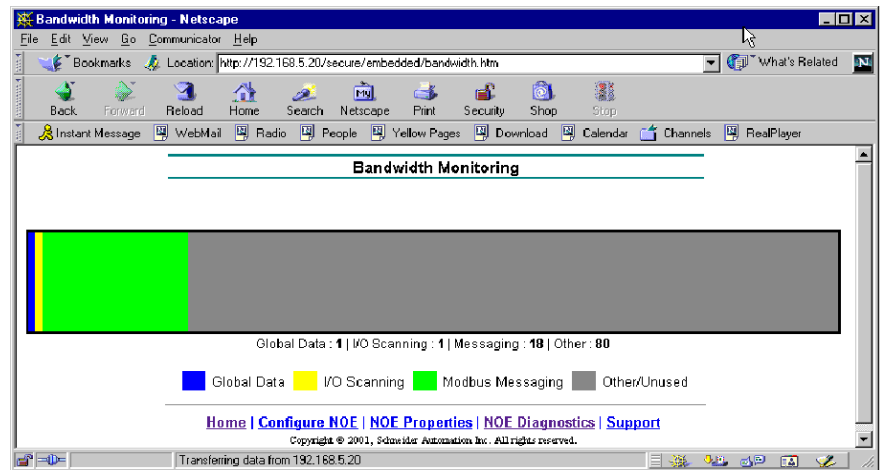 Bandwidth Monitoring - Netscape
File Edit View Go Communicator Help
Bookmarks Location: http://192.168.5.20/secure/embedded/bandwidth.htm What's Related N
My
Back Forward Reload Home Search Netscape Print Security Shop Stop
Instant Message WebMail Radio People Yellow Pages Download Calendar Channels RealPlayer
Bandwidth Monitoring
Global Data : 1 | I/O Scanning : 1 | Messaging : 18 | Other : 80
Global Data I/O Scanning Modbus Messaging Other/Unused
Home | Configure NOE | NOE Properties | NOE Diagnostics | Support
Copyright © 2001, Schneider Automation Inc. All rights reserved.
Transferring data from 192.168.5.20